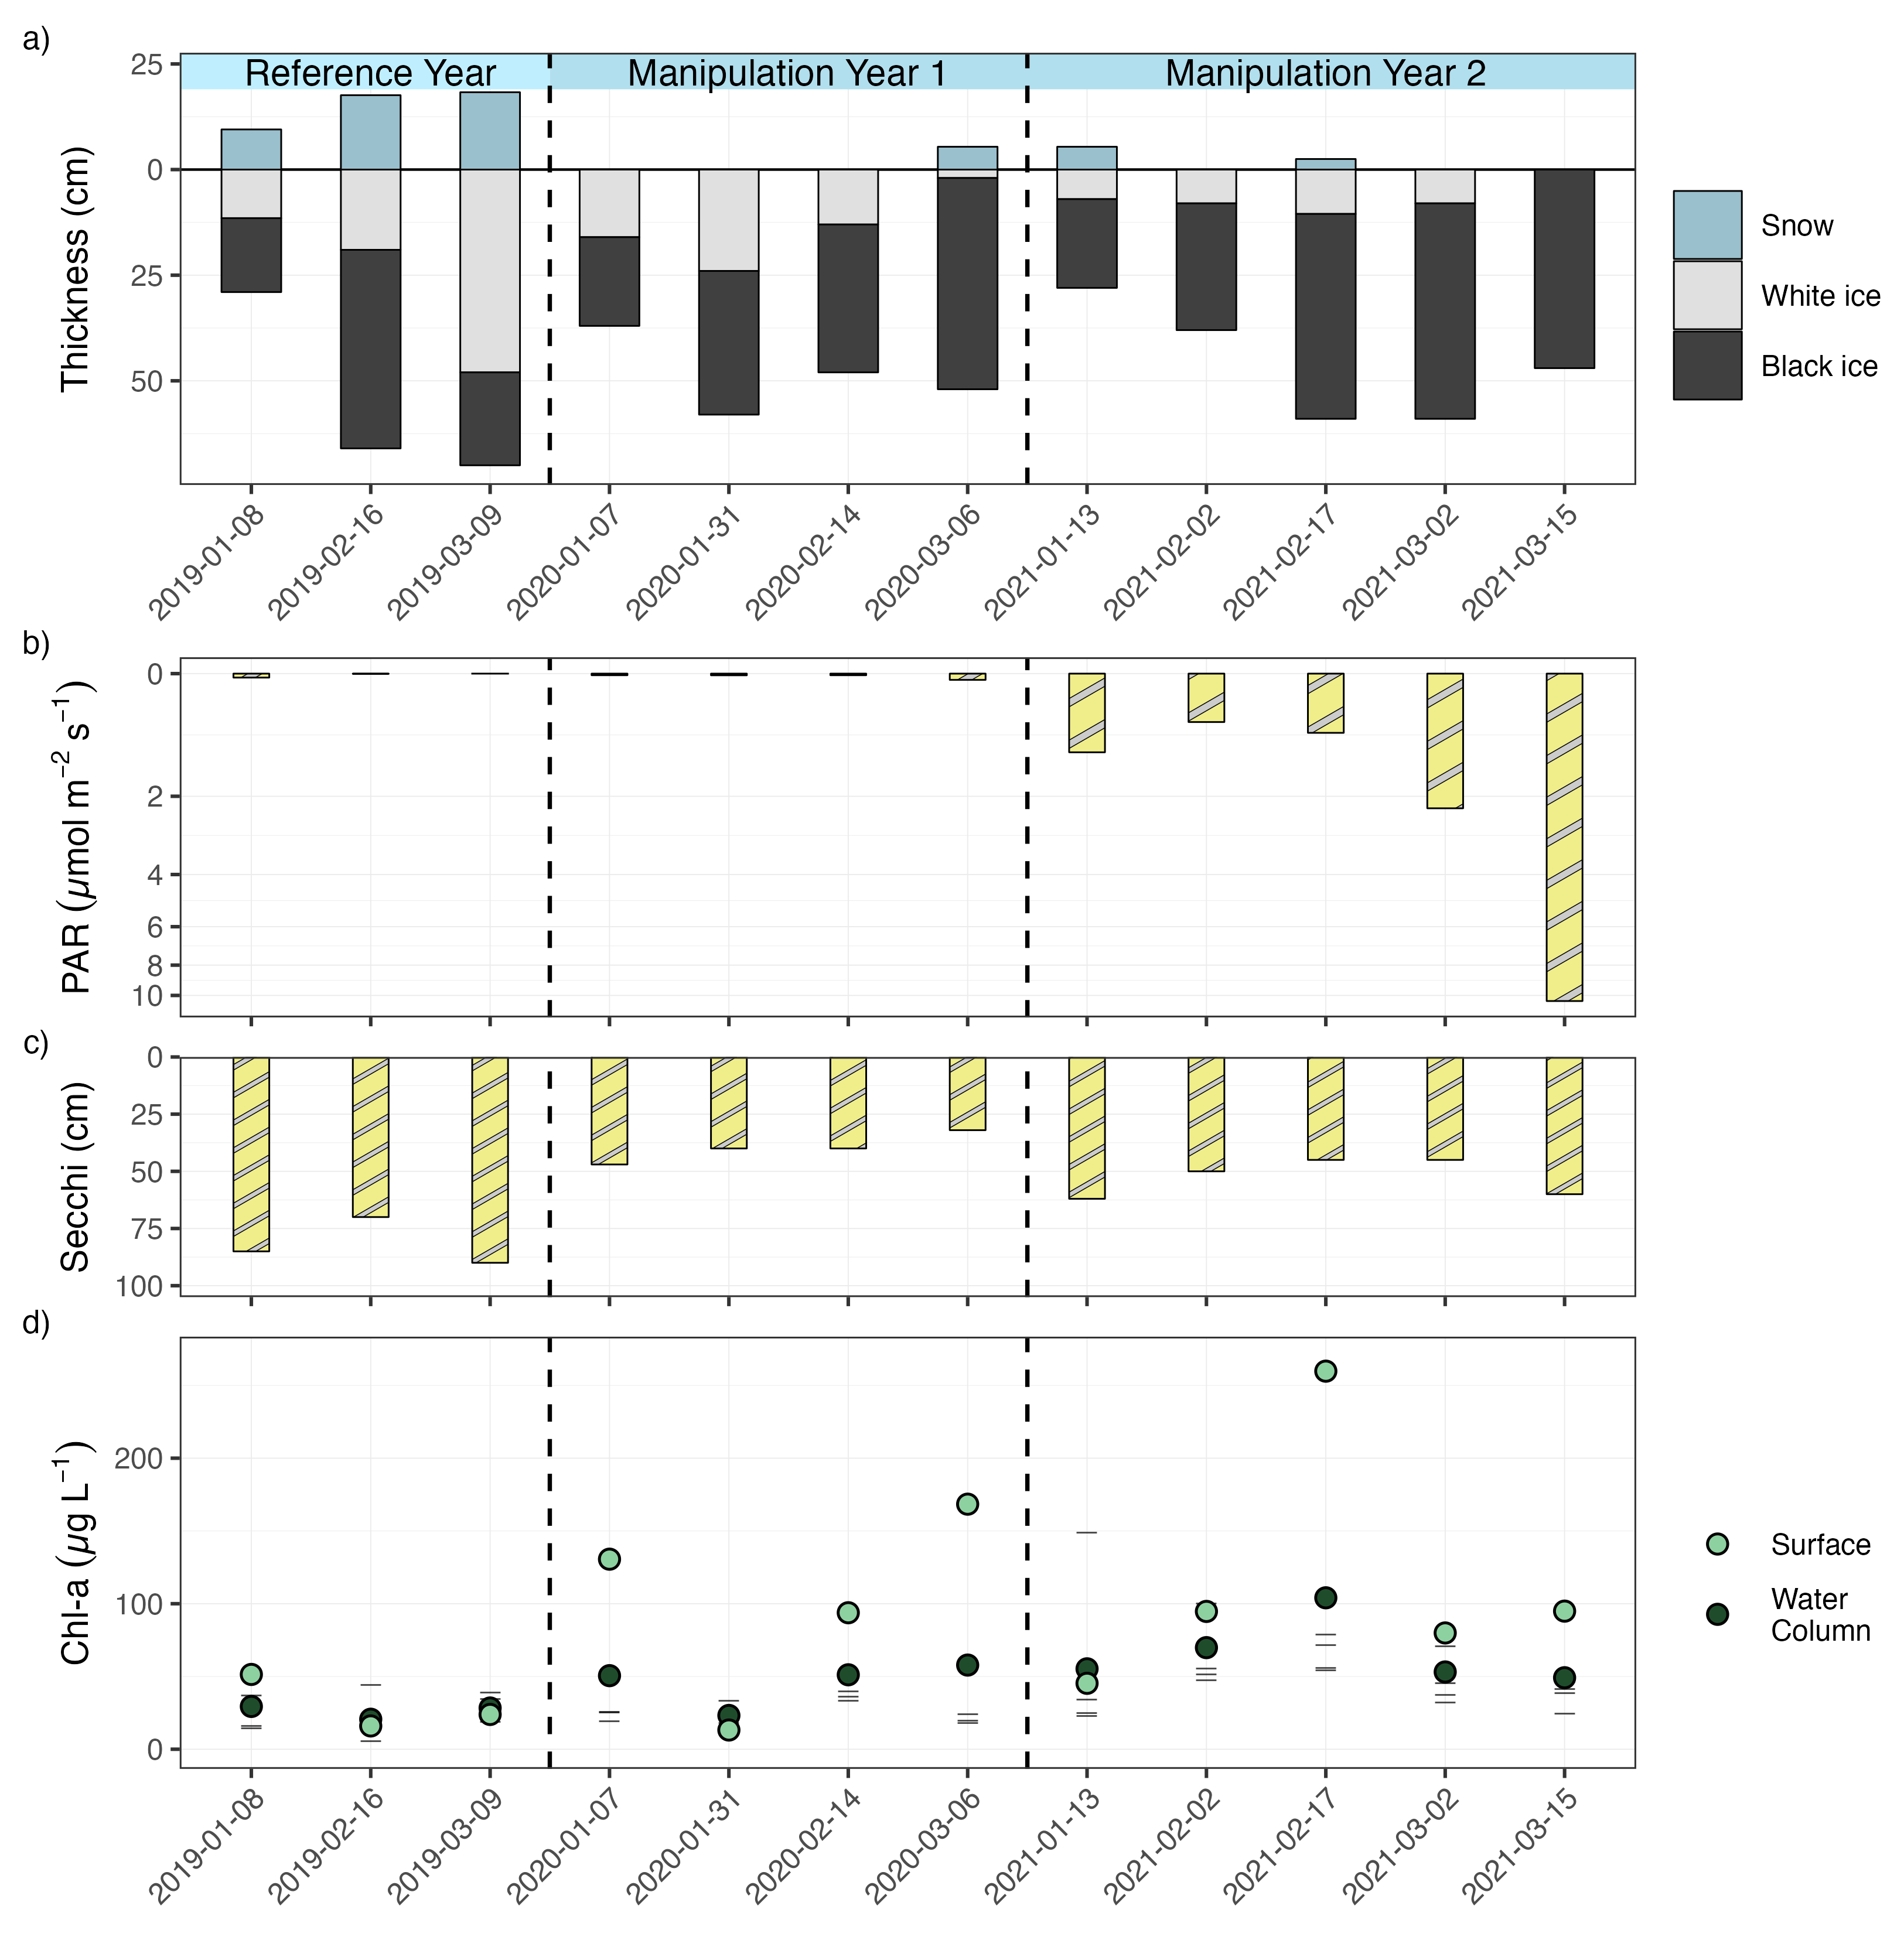 a)
Reference Year
Manipulation Year 1
Manipulation Year 2
25
0
25
50
Thickness (cm)
Snow
White ice
Black ice
2019-01-08
2019-02-16
2019-03-09
2020-01-07
2020-01-31
2020-02-14
2020-03-06
2021-01-13
2021-02-02
2021-02-17
2021-03-02
2021-03-15
b)
0
2
4
6
8
10
PAR (µmol m⁻² s⁻¹)
c)
0
25
50
75
100
Secchi (cm)
d)
200
100
0
Chl-a (µg L⁻¹)
Surface
Water
Column
2019-01-08
2019-02-16
2019-03-09
2020-01-07
2020-01-31
2020-02-14
2020-03-06
2021-01-13
2021-02-02
2021-02-17
2021-03-02
2021-03-15